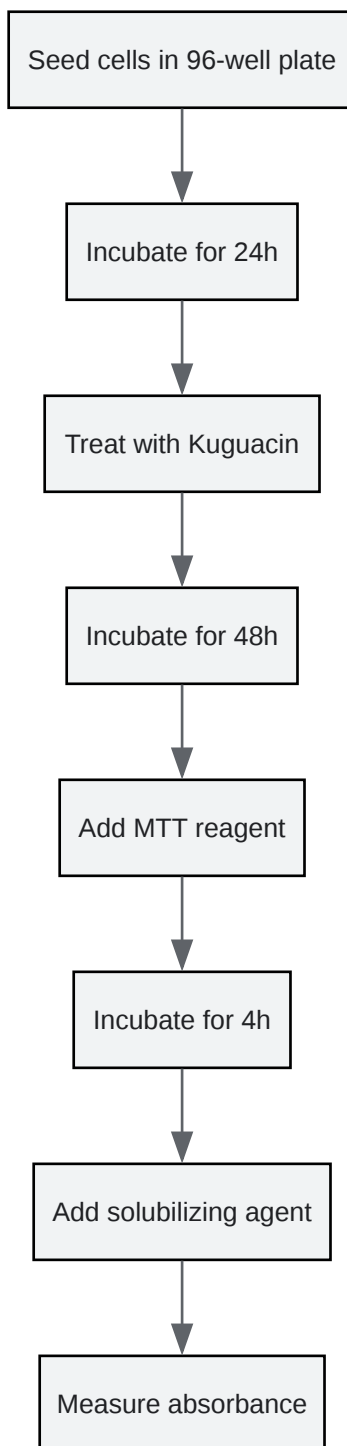 Seed cells in 96-well plate
Incubate for 24h
Treat with Kuguacin
Incubate for 48h
Add MTT reagent
Incubate for 4h
Add solubilizing agent
Measure absorbance